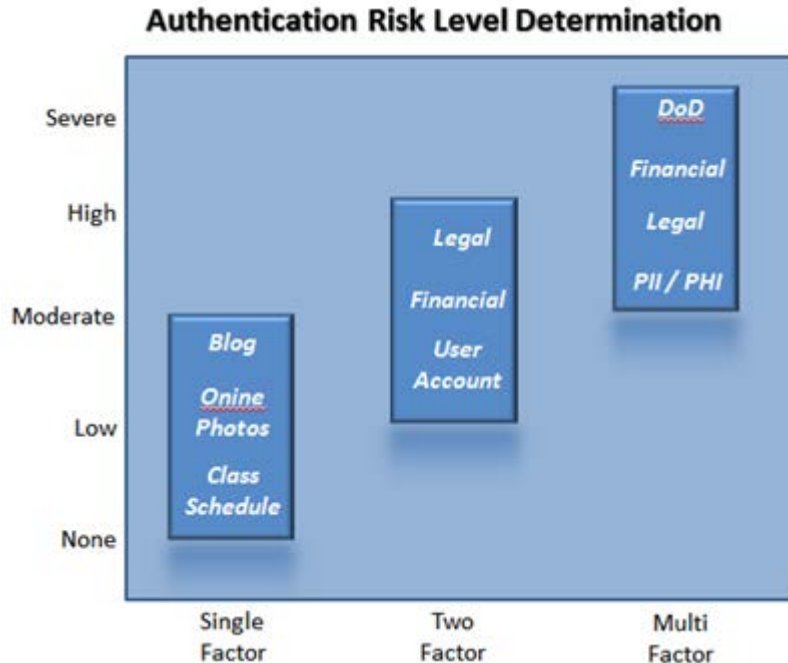 Authentication Risk Level Determination
Severe
High
Moderate
Low
None
Blog
Onine
Photos
Class
Schedule
Legal
Financial
User
Account
DoD
Financial
Legal
PII / PHI
Single
Factor
Two
Factor
Multi
Factor